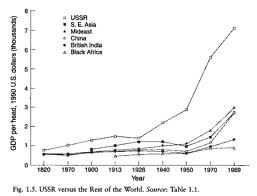 GDP per head, 1980 U.S. dollars (thousands)
8
7
6
5
4
3
2
1
0
USSR
S. E. Asia
Mideast
China
British India
Black Africa
1820 1870 1900 1913 1928 1940 1950 1970 1989
Year
Fig. 1.5. USSR versus the Rest of the World. Source: Table 1.1.